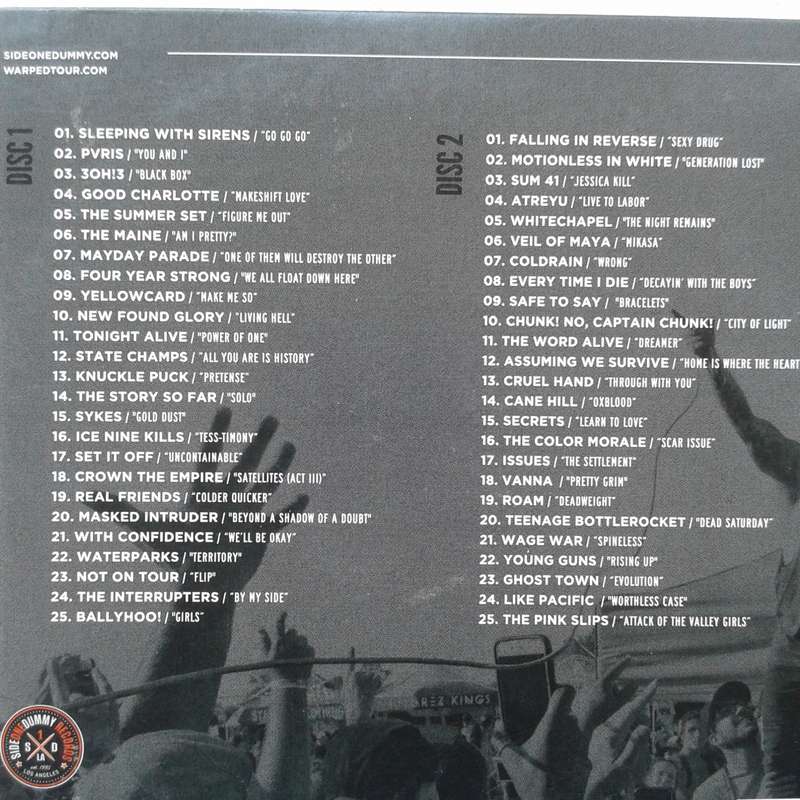 SIDEONEDUMMY.COM
WARPEDTOUR.COM
DISC 1
01. SLEEPING WITH SIRENS / "GO GO GO"
02. PVRIS / "YOU AND I"
03. 3OH!3 / "BLACK BOX"
04. GOOD CHARLOTTE / "MAKESHIFT LOVE"
05. THE SUMMER SET / "FIGURE ME OUT"
06. THE MAINE / "AM I PRETTY?"
07. MAYDAY PARADE / "ONE OF THEM WILL DESTROY THE OTHER"
08. FOUR YEAR STRONG / "WE ALL FLOAT DOWN HERE"
09. YELLOWCARD / "MAKE ME SO"
10. NEW FOUND GLORY / "LIVING HELL"
11. TONIGHT ALIVE / "POWER OF ONE"
12. STATE CHAMPS / "ALL YOU ARE IS HISTORY"
13. KNUCKLE PUCK / "PRETENSE"
14. THE STORY SO FAR / "SOLO"
15. SYKES / "GOLD DUST"
16. ICE NINE KILLS / "TESS-TIMONY"
17. SET IT OFF / "UNCONTAINABLE"
18. CROWN THE EMPIRE / "SATELLITES (ACT III)"
19. REAL FRIENDS / "COLDER QUICKER"
20. MASKED INTRUDER / "BEYOND A SHADOW OF A DOUBT"
21. WITH CONFIDENCE / "WE'LL BE OKAY"
22. WATERPARKS / "TERRITORY"
23. NOT ON TOUR / "FLIP"
24. THE INTERRUPTERS / "BY MY SIDE"
25. BALLYHOO! / "GIRLS"
DISC 2
01. FALLING IN REVERSE / "SEXY DRUG"
02. MOTIONLESS IN WHITE / "GENERATION LOST"
03. SUM 41 / "JESSICA KILL"
04. ATREYU / "LIVE TO LABOR"
05. WHITECHAPEL / "THE NIGHT REMAINS"
06. VEIL OF MAYA / "MIKASA"
07. COLDRAIN / "WRONG"
08. EVERY TIME I DIE / "DECAYIN' WITH THE BOYS"
09. SAFE TO SAY / "BRACELETS"
10. CHUNK! NO, CAPTAIN CHUNK! / "CITY OF LIGHT"
11. THE WORD ALIVE / "DREAMER"
12. ASSUMING WE SURVIVE / "HOME IS WHERE THE HEART
13. CRUEL HAND / "THROUGH WITH YOU"
14. CANE HILL / "OXBLOOD"
15. SECRETS / "LEARN TO LOVE"
16. THE COLOR MORALE / "SCAR ISSUE"
17. ISSUES / "THE SETTLEMENT"
18. VANNA / "PRETTY GRIM"
19. ROAM / "DEADWEIGHT"
20. TEENAGE BOTTLEROCKET / "DEAD SATURDAY"
21. WAGE WAR / "SPINELESS"
22. YOUNG GUNS / "RISING UP"
23. GHOST TOWN / "EVOLUTION"
24. LIKE PACIFIC / "WORTHLESS CASE"
25. THE PINK SLIPS / "ATTACK OF THE VALLEY GIRLS"
REZ KINGS
SIDEONEDUMMY RECORDS
S 1 D
LA
LOS ANGELES